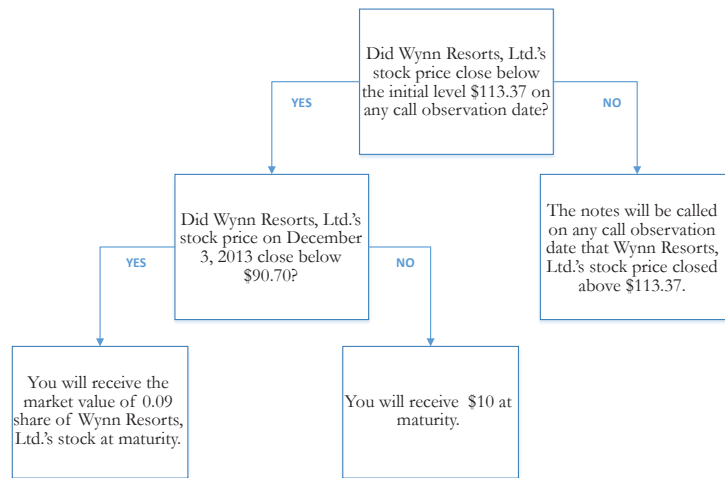 Did Wynn Resorts, Ltd.'s
stock price close below
the initial level $113.37 on
any call observation date?
YES
NO
Did Wynn Resorts, Ltd.'s
stock price on December
3, 2013 close below
$90.70?
The notes will be called
on any call observation
date that Wynn Resorts,
Ltd.'s stock price closed
above $113.37.
YES
NO
You will receive the
market value of 0.09
share of Wynn Resorts,
Ltd.'s stock at maturity.
You will receive $10 at
maturity.